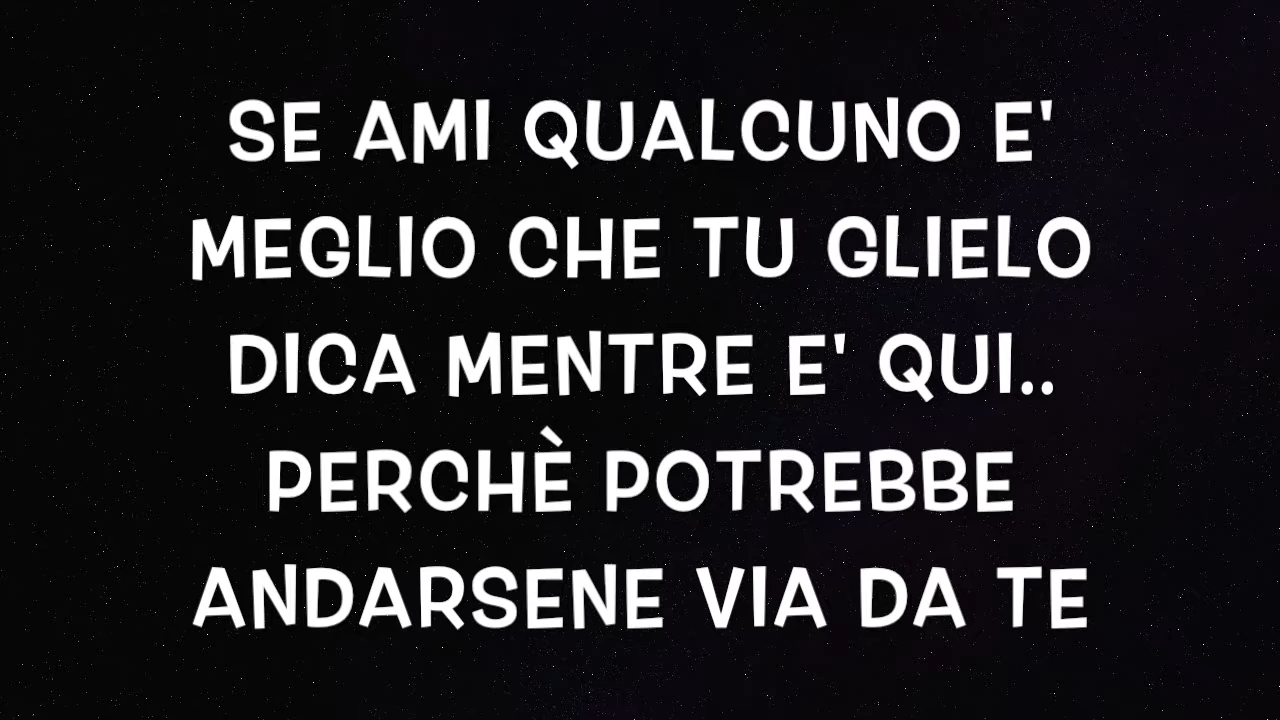 SE AMI QUALCUNO E'
MEGLIO CHE TU GLIELO
DICA MENTRE E' QUI..
PERCHÈ POTREBBE
ANDARSENE VIA DA TE